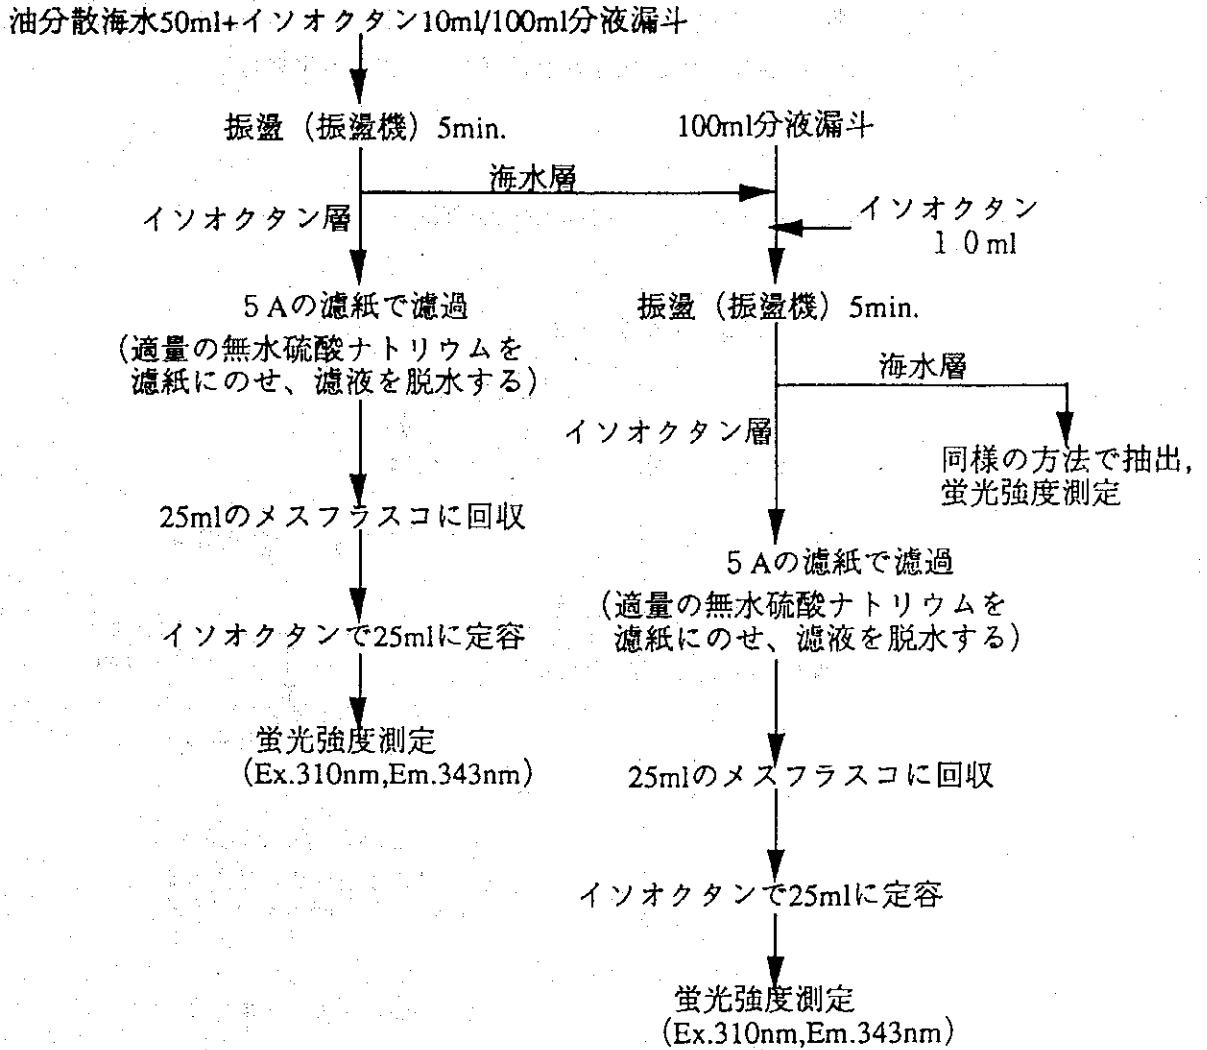 油分散海水50ml+イソオクタン10ml/100ml分液漏斗
振盪（振盪機）5min.
100ml分液漏斗
海水層
イソオクタン層
イソオクタン
１０ml
５Aの濾紙で濾過
（適量の無水硫酸ナトリウムを
濾紙にのせ、濾液を脱水する）
振盪（振盪機）5min.
海水層
イソオクタン層
同様の方法で抽出,
蛍光強度測定
25mlのメスフラスコに回収
５Aの濾紙で濾過
（適量の無水硫酸ナトリウムを
濾紙にのせ、濾液を脱水する）
イソオクタンで25mlに定容
蛍光強度測定
（Ex.310nm,Em.343nm）
25mlのメスフラスコに回収
イソオクタンで25mlに定容
蛍光強度測定
（Ex.310nm,Em.343nm）